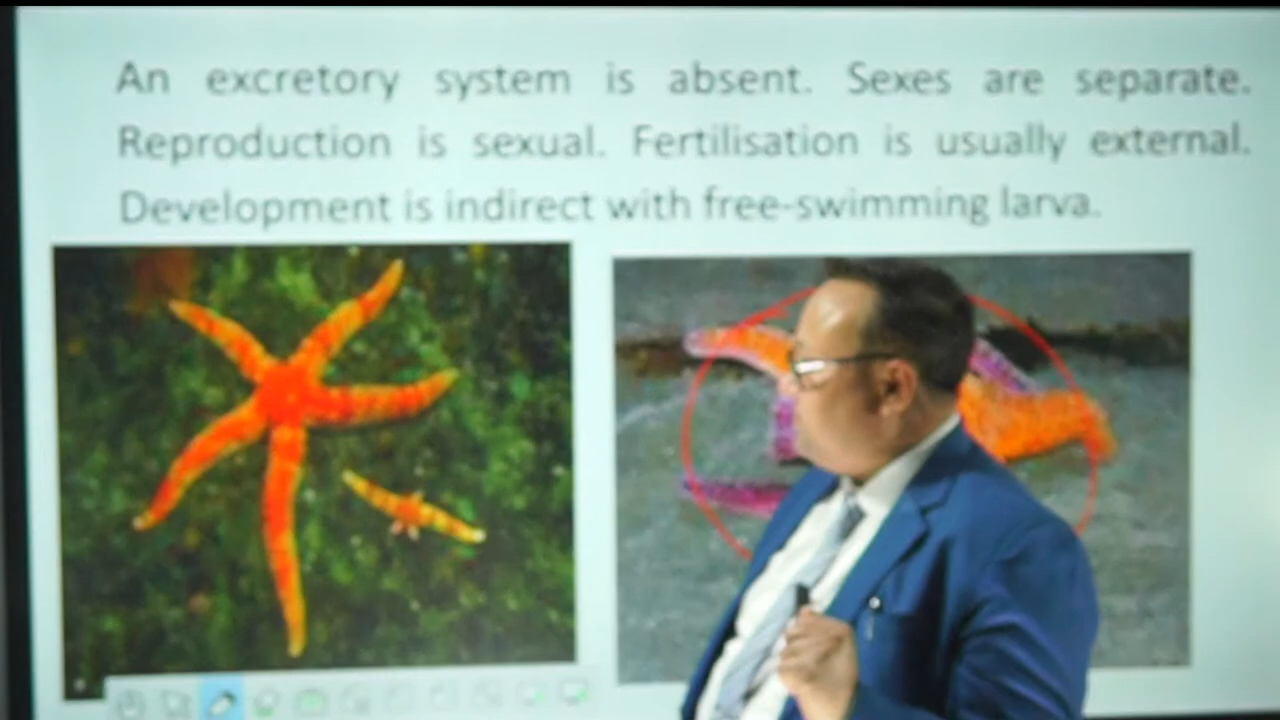 An excretory system is absent. Sexes are separate.
Reproduction is sexual. Fertilisation is usually external.
Development is indirect with free-swimming larva.